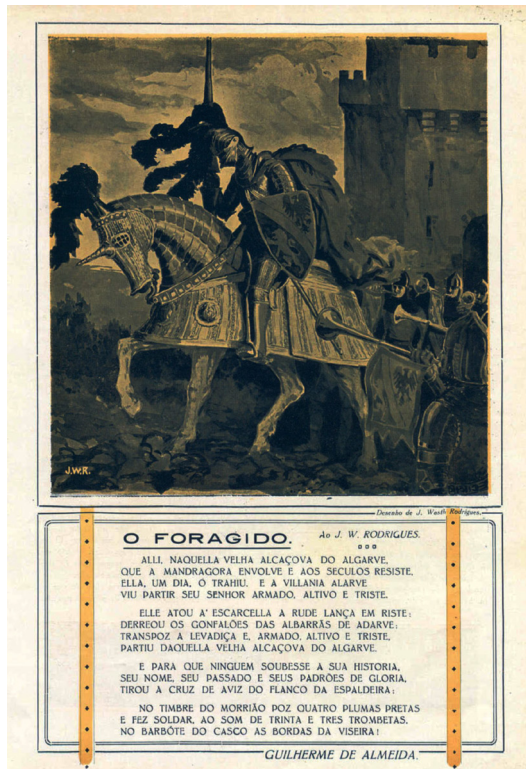 J.W.R.
Desenho de J. Wasth Rodrigues.
O FORAGIDO.
Ao J. W. RODRIGUES.
ALLI, NAQUELLA VELHA ALCAÇOVA DO ALGARVE,
QUE A MANDRAGORA ENVOLVE E AOS SECULOS RESISTE,
ELLA, UM DIA, O TRAHIU, E A VILLANIA ALARVE
VIU PARTIR SEU SENHOR ARMADO, ALTIVO E TRISTE.
ELLE ATOU A' ESCARCELLA A RUDE LANÇA EM RISTE;
DERREOU OS GONFALÕES DAS ALBARRÃS DE ADARVE;
TRANSPOZ A LEVADIÇA E, ARMADO, ALTIVO E TRISTE,
PARTIU DAQUELLA VELHA ALCAÇOVA DO ALGARVE.
E PARA QUE NINGUEM SOUBESSE A SUA HISTORIA,
SEU NOME, SEU PASSADO E SEUS PADRÕES DE GLORIA,
TIROU A CRUZ DE AVIZ DO FLANCO DA ESPALDEIRA;
NO TIMBRE DO MORRIÃO POZ QUATRO PLUMAS PRETAS
E FEZ SOLDAR, AO SOM DE TRINTA E TRES TROMBETAS,
NO BARBÓTE DO CASCO AS BORDAS DA VISEIRA!
GUILHERME DE ALMEIDA.